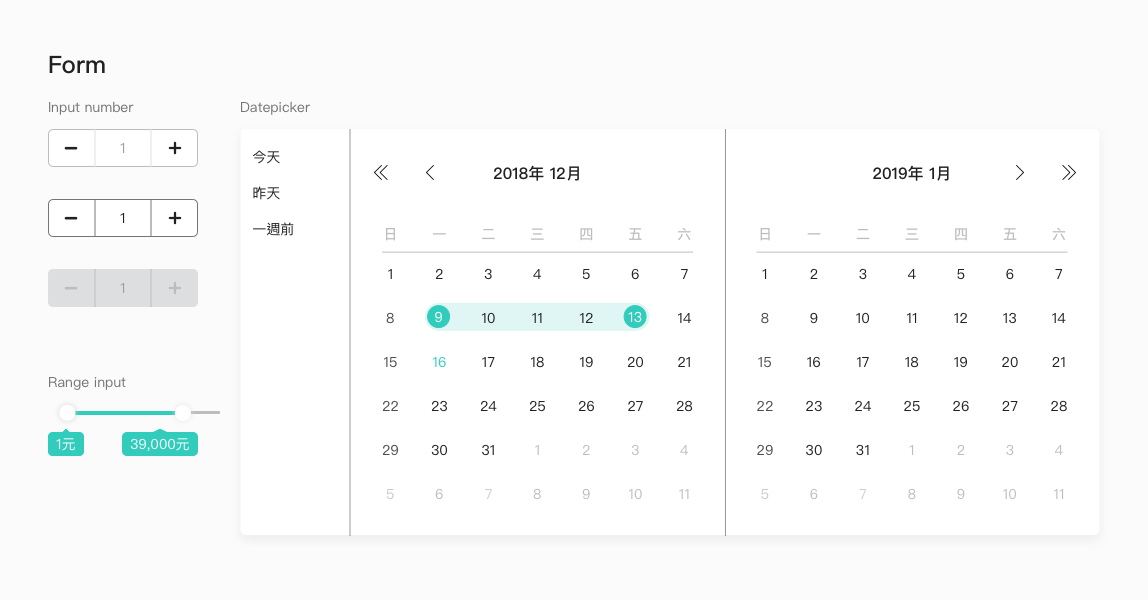 Form
Input number
Datepicker
1
1
1
Range input
1元
39,000元
今天
昨天
一週前
2018年 12月
日 一 二 三 四 五 六
1 2 3 4 5 6 7
8 9 10 11 12 13 14
15 16 17 18 19 20 21
22 23 24 25 26 27 28
29 30 31 1 2 3 4
5 6 7 8 9 10 11
2019年 1月
日 一 二 三 四 五 六
1 2 3 4 5 6 7
8 9 10 11 12 13 14
15 16 17 18 19 20 21
22 23 24 25 26 27 28
29 30 31 1 2 3 4
5 6 7 8 9 10 11